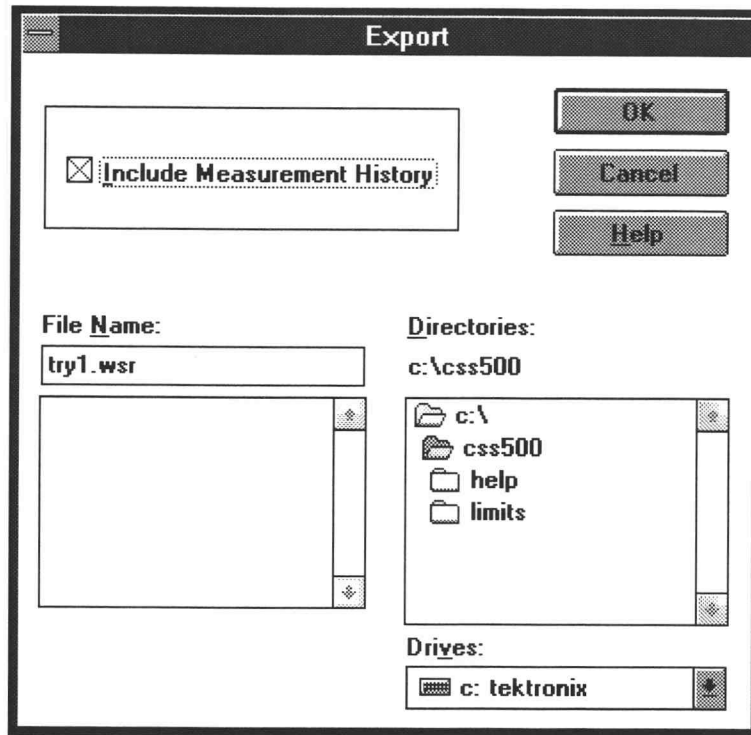 Export
Include Measurement History
OK
Cancel
Help
File Name:
try1.wsr
Directories:
c:\css500
c:\
css500
help
limits
Drives:
c: tektronix